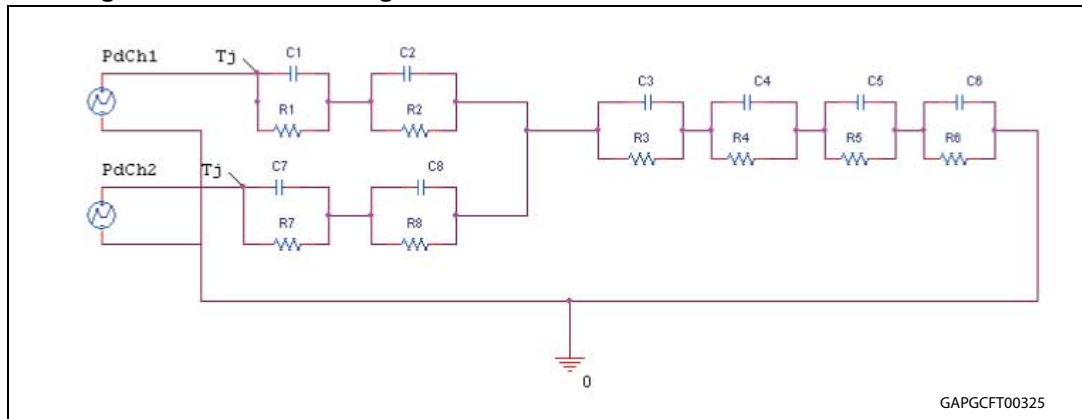 PdCh1
Tj
C1
C2
R1
R2
C3
C4
C5
C6
R3
R4
R5
R6
PdCh2
Tj
C7
C8
R7
R8
0
GAPGCFT00325